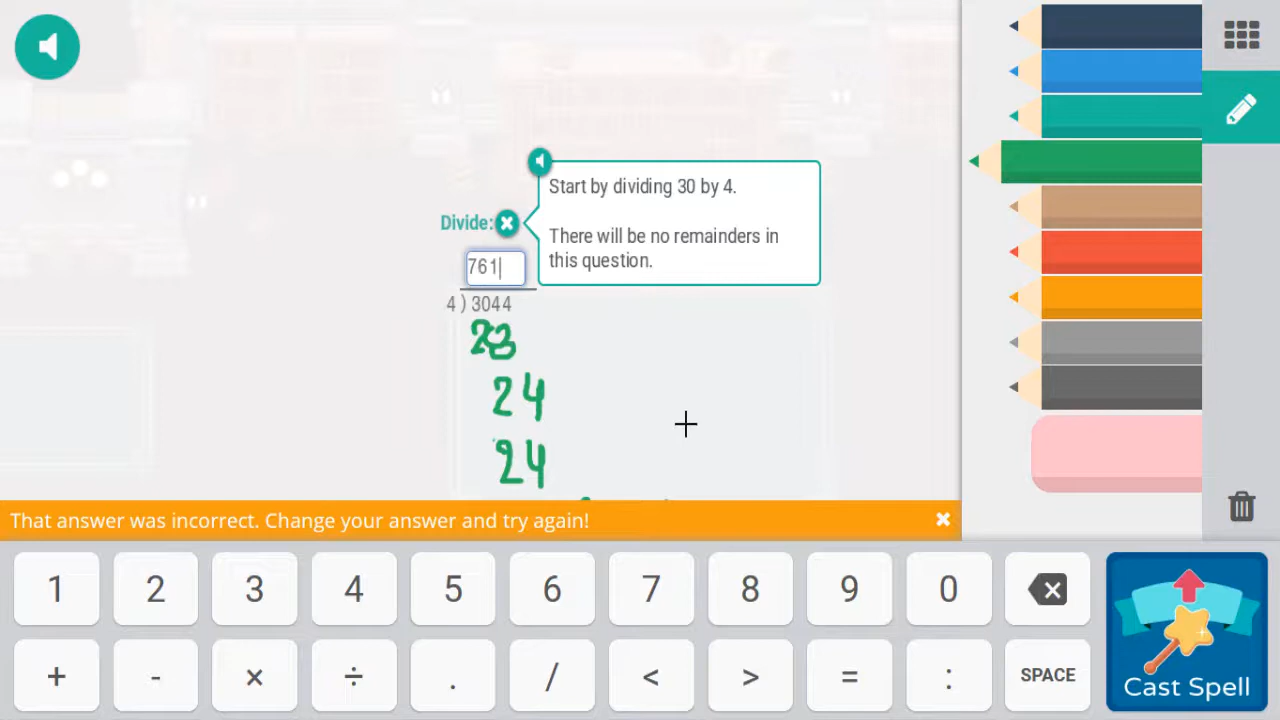 Start by dividing 30 by 4.
Divide:
There will be no remainders in
this question.
761
4 ) 3044
28
24
24
That answer was incorrect. Change your answer and try again!
1 2 3 4 5 6 7 8 9 0
+ - × ÷ . / < > = : SPACE
Cast Spell